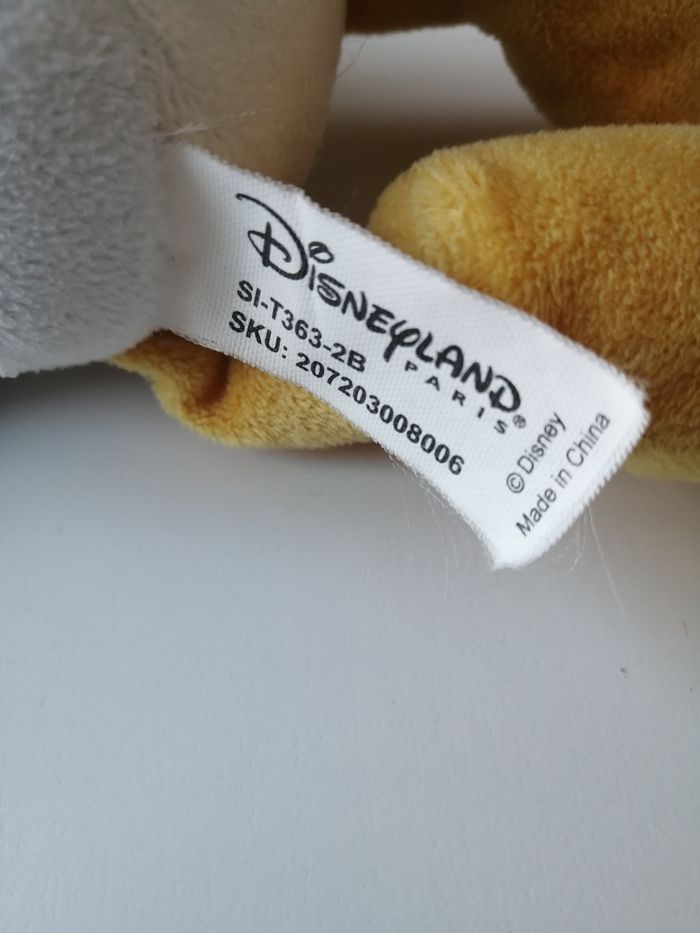 Disneyland
PARIS®
SI-T363-2B
SKU: 207203008006
© Disney
Made in China